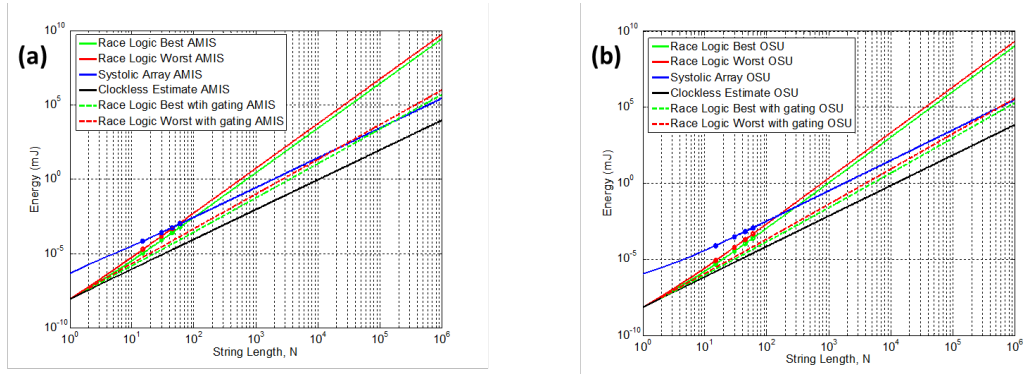 (a)
10^10
10^5
10^0
10^-5
10^-10
Energy (mJ)
Race Logic Best AMIS
Race Logic Worst AMIS
Systolic Array AMIS
Clockless Estimate AMIS
Race Logic Best wtih gating AMIS
Race Logic Worst with gating AMIS
10^0 10^1 10^2 10^3 10^4 10^5 10^6
String Length, N
(b)
10^10
10^5
10^0
10^-5
10^-10
Energy (mJ)
Race Logic Best OSU
Race Logic Worst OSU
Systolic Array OSU
Clockless Estimate OSU
Race Logic Best with gating OSU
Race Logic Worst with gating OSU
10^0 10^1 10^2 10^3 10^4 10^5 10^6
String Length, N